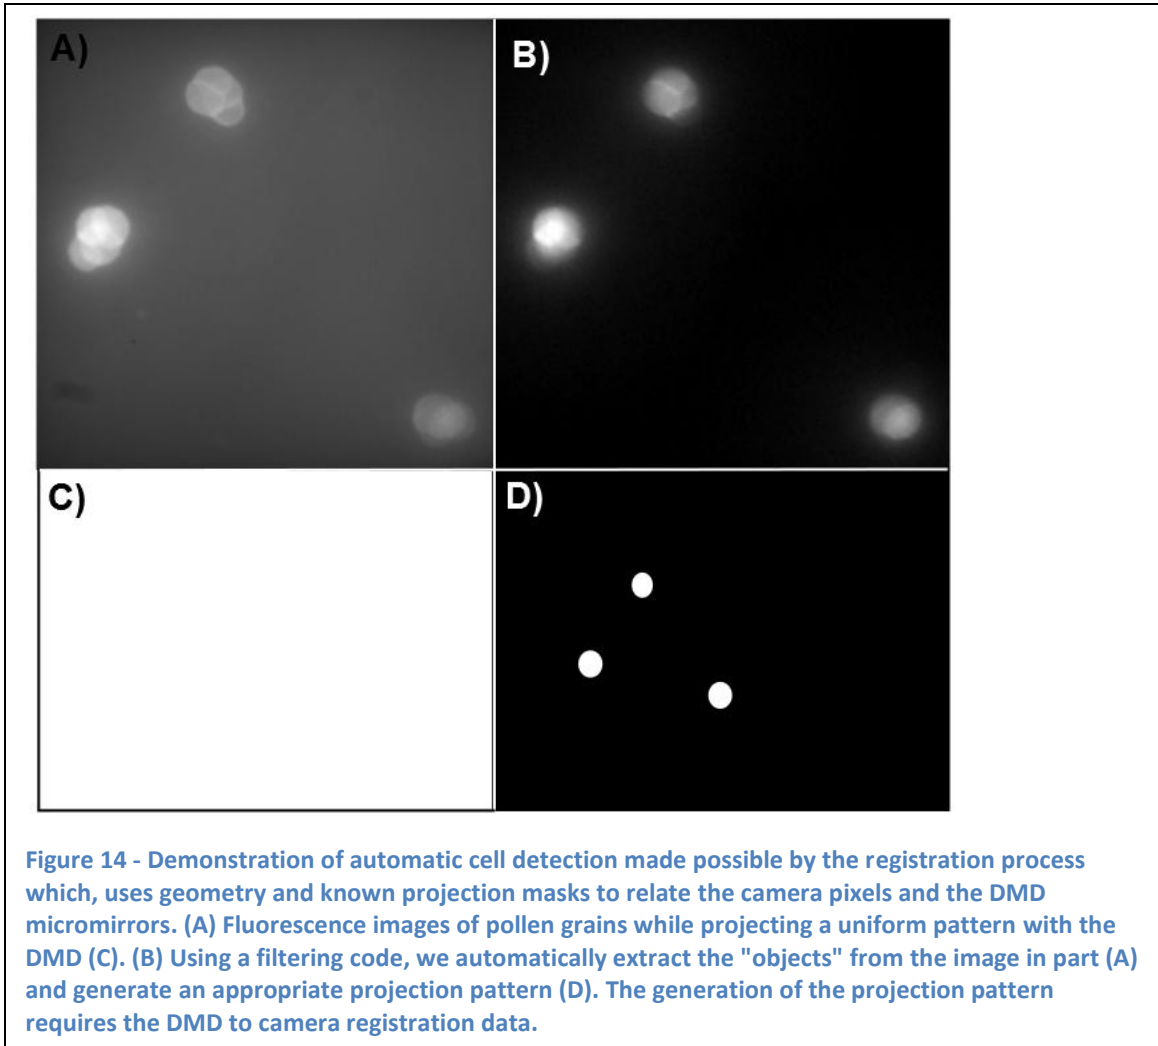 A)
B)
C)
D)
Figure 14 - Demonstration of automatic cell detection made possible by the registration process
which, uses geometry and known projection masks to relate the camera pixels and the DMD
micromirrors. (A) Fluorescence images of pollen grains while projecting a uniform pattern with the
DMD (C). (B) Using a filtering code, we automatically extract the "objects" from the image in part (A)
and generate an appropriate projection pattern (D). The generation of the projection pattern
requires the DMD to camera registration data.